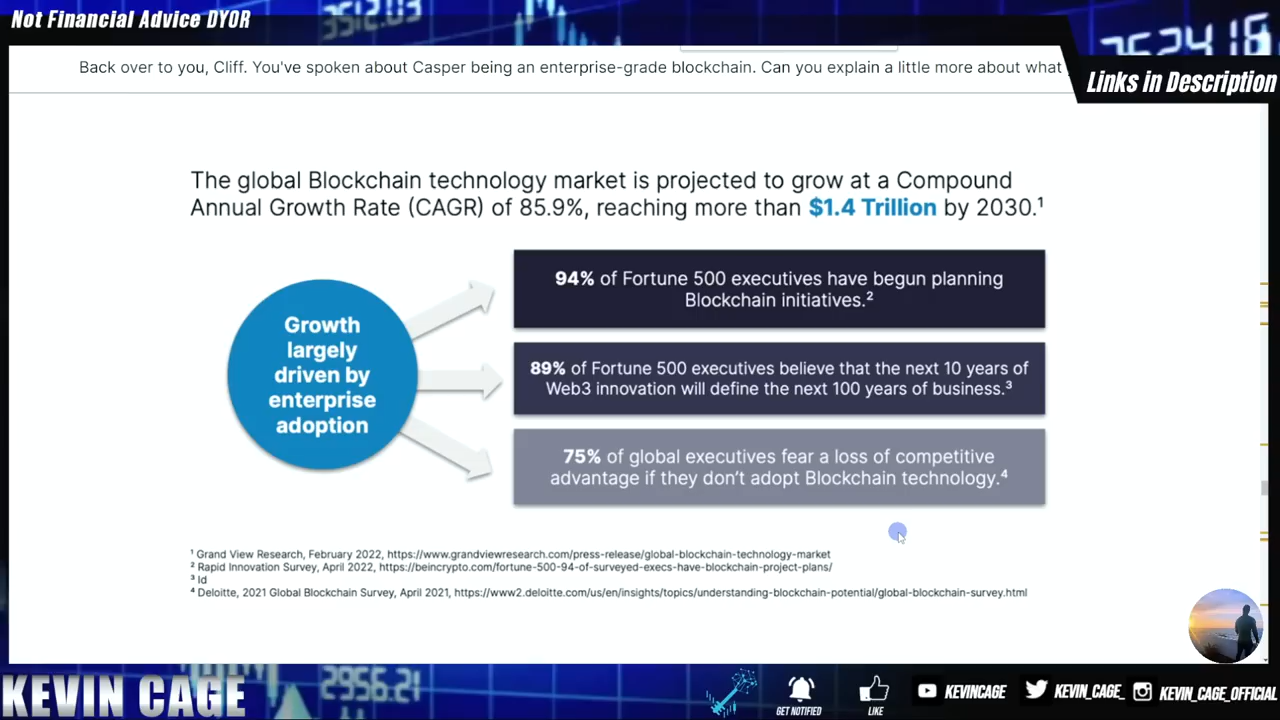 Not Financial Advice DYOR
3512.03
Back over to you, Cliff. You've spoken about Casper being an enterprise-grade blockchain. Can you explain a little more about what
Links in Description
The global Blockchain technology market is projected to grow at a Compound
Annual Growth Rate (CAGR) of 85.9%, reaching more than $1.4 Trillion by 2030.¹
Growth
largely
driven by
enterprise
adoption
94% of Fortune 500 executives have begun planning
Blockchain initiatives.²
89% of Fortune 500 executives believe that the next 10 years of
Web3 innovation will define the next 100 years of business.³
75% of global executives fear a loss of competitive
advantage if they don't adopt Blockchain technology.⁴
¹ Grand View Research, February 2022, https://www.grandviewresearch.com/press-release/global-blockchain-technology-market
² Rapid Innovation Survey, April 2022, https://beincrypto.com/fortune-500-94-of-surveyed-execs-have-blockchain-project-plans/
³ Id
⁴ Deloitte, 2021 Global Blockchain Survey, April 2021, https://www2.deloitte.com/us/en/insights/topics/understanding-blockchain-potential/global-blockchain-survey.html
KEVIN CAGE
2956.21
GET NOTIFIED
LIKE
KEVINCAGE
KEVIN_CAGE_
KEVIN_CAGE_OFFICIAL